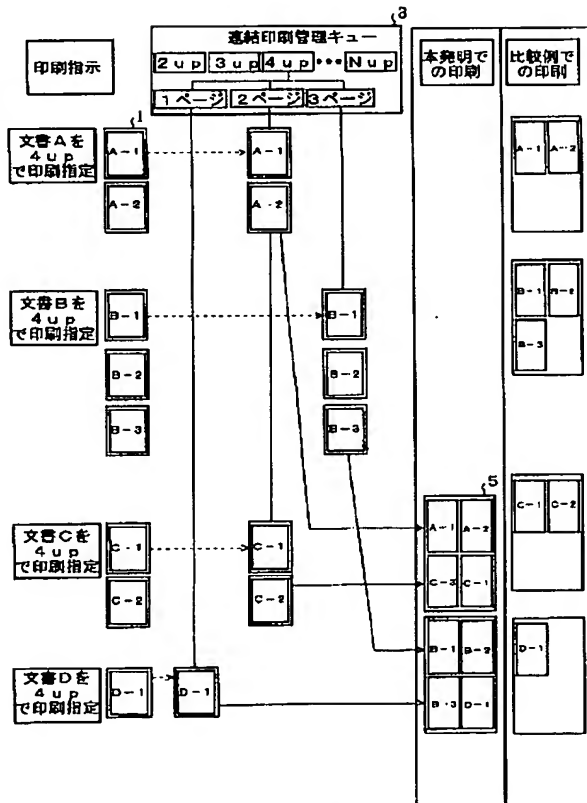 3
連結印刷管理キュー
2up 3up 4up ••• Nup
1ページ 2ページ 3ページ
印刷指示
本発明で
の印刷
比較例で
の印刷
文書Aを
4up
で印刷指定
1
A-1
A-2
A-1
A-2
A-1 A-2
文書Bを
4up
で印刷指定
B-1
B-2
B-3
B-1
B-2
B-3
B-1
B-3
文書Cを
4up
で印刷指定
C-1
C-2
C-1
C-2
5
A-1 A-2
C-3 C-1
C-1 C-2
文書Dを
4up
で印刷指定
D-1
D-1
B-1 B-2
B-3 D-1
D-1